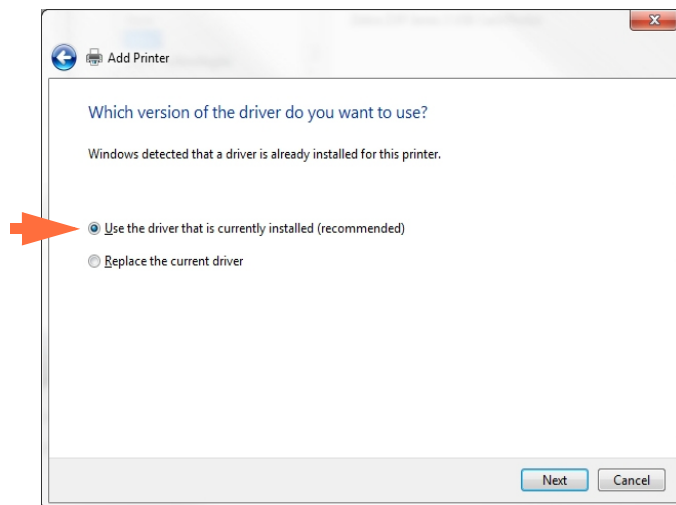 Add Printer
Which version of the driver do you want to use?
Windows detected that a driver is already installed for this printer.
Use the driver that is currently installed (recommended)
Replace the current driver
Next Cancel